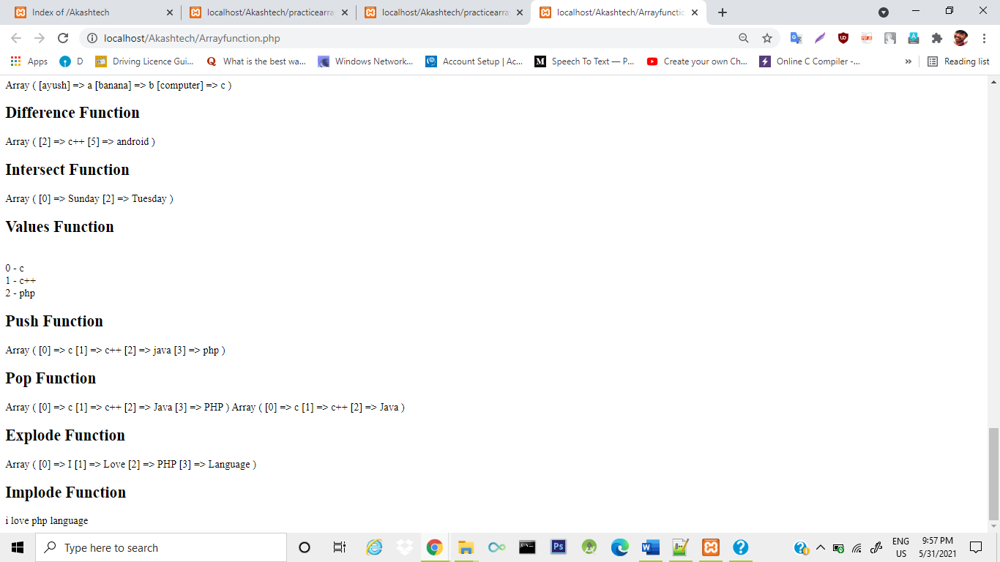 Index of /Akashtech
localhost/Akashtech/practicearra
localhost/Akashtech/practicearra
localhost/Akashtech/Arrayfunctic
localhost/Akashtech/Arrayfunction.php
Apps
D
Driving Licence Gui...
What is the best wa...
Windows Network...
Account Setup | Ac...
Speech To Text — P...
Create your own Ch...
Online C Compiler -...
»
Reading list
Array ( [ayush] => a [banana] => b [computer] => c )
Difference Function
Array ( [2] => c++ [5] => android )
Intersect Function
Array ( [0] => Sunday [2] => Tuesday )
Values Function
0 - c
1 - c++
2 - php
Push Function
Array ( [0] => c [1] => c++ [2] => java [3] => php )
Pop Function
Array ( [0] => c [1] => c++ [2] => Java [3] => PHP ) Array ( [0] => c [1] => c++ [2] => Java )
Explode Function
Array ( [0] => I [1] => Love [2] => PHP [3] => Language )
Implode Function
i love php language
Type here to search
Ps
ENG
US
9:57 PM
5/31/2021